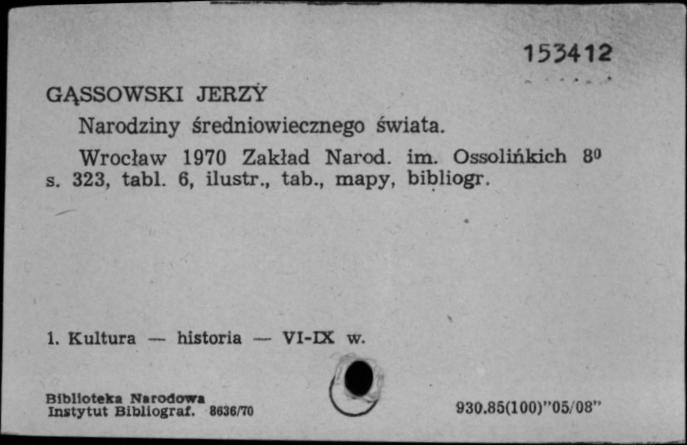 153412
GĄSSOWSKI JERZY
Narodziny średniowiecznego świata.
Wrocław 1970 Zakład Narod. im. Ossolińkich 8⁰
s. 323, tabl. 6, ilustr., tab., mapy, bibliogr.
1. Kultura — historia — VI-IX w.
Biblioteka Narodowa
Instytut Bibliograf. 8636/70
930.85(100)"05/08"